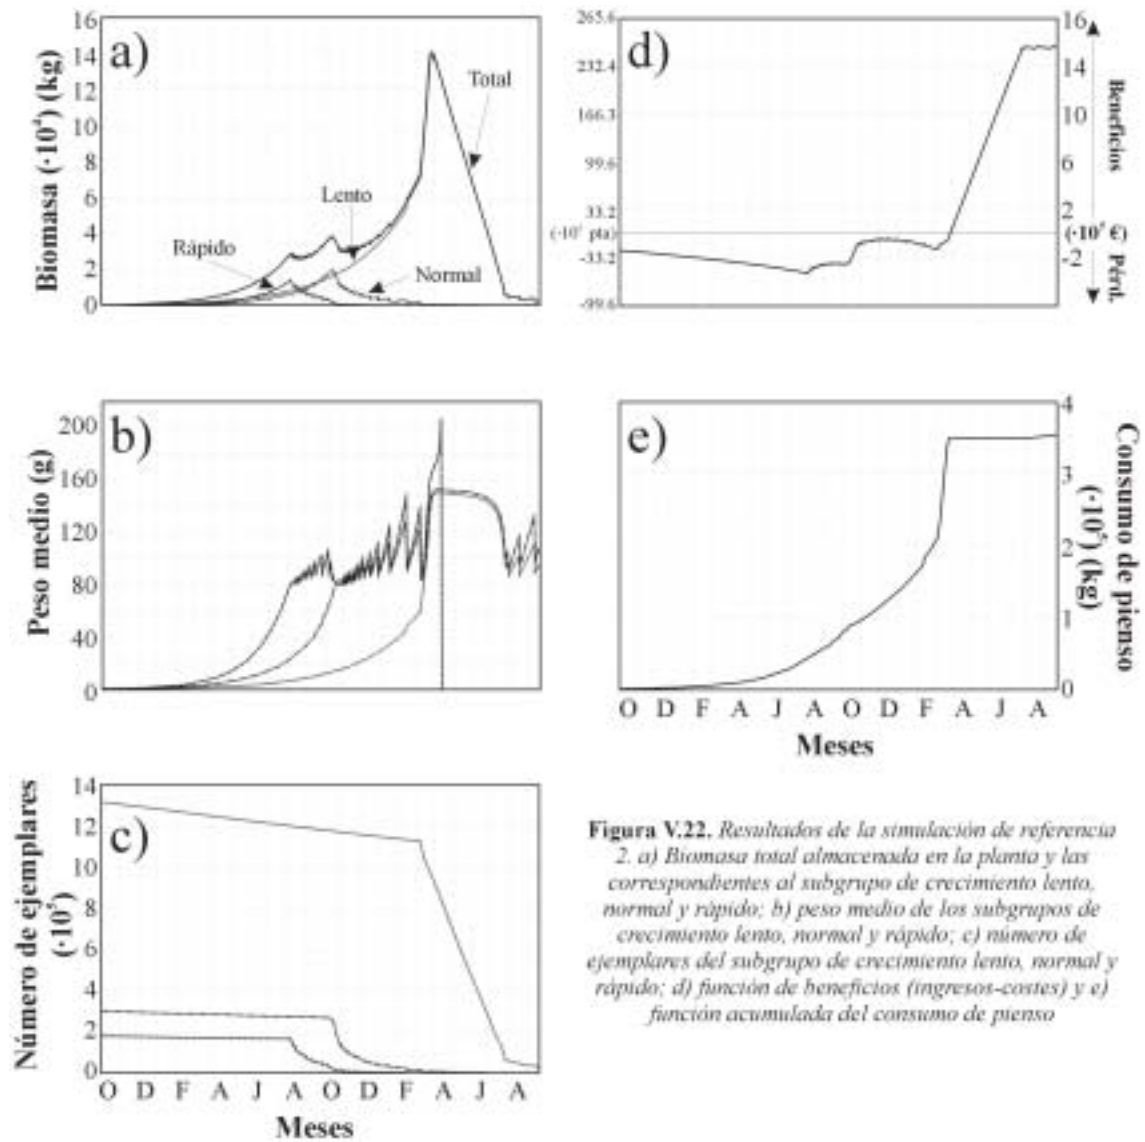 a)
Biomasa (·10⁴) (kg)
16
14
12
10
8
6
4
2
0
Total
Lento
Rápido
Normal
d)
265.6
232.4
166.3
99.6
33.2
(·10⁵ pta)
-33.2
-99.6
16
14
10
6
2
(·10⁵ €)
-2
Beneficios
Pérd.
b)
Peso medio (g)
200
160
120
80
40
0
e)
4
3
2
1
0
Consumo de pienso
(·10⁵) (kg)
O D F A J A O D F A J A
Meses
c)
Número de ejemplares
(·10⁵)
14
12
10
8
6
4
2
0
O D F A J A O D F A J A
Meses
Figura V.22. Resultados de la simulación de referencia
2. a) Biomasa total almacenada en la planta y las
correspondientes al subgrupo de crecimiento lento,
normal y rápido; b) peso medio de los subgrupos de
crecimiento lento, normal y rápido; c) número de
ejemplares del subgrupo de crecimiento lento, normal y
rápido; d) función de beneficios (ingresos-costes) y e)
función acumulada del consumo de pienso